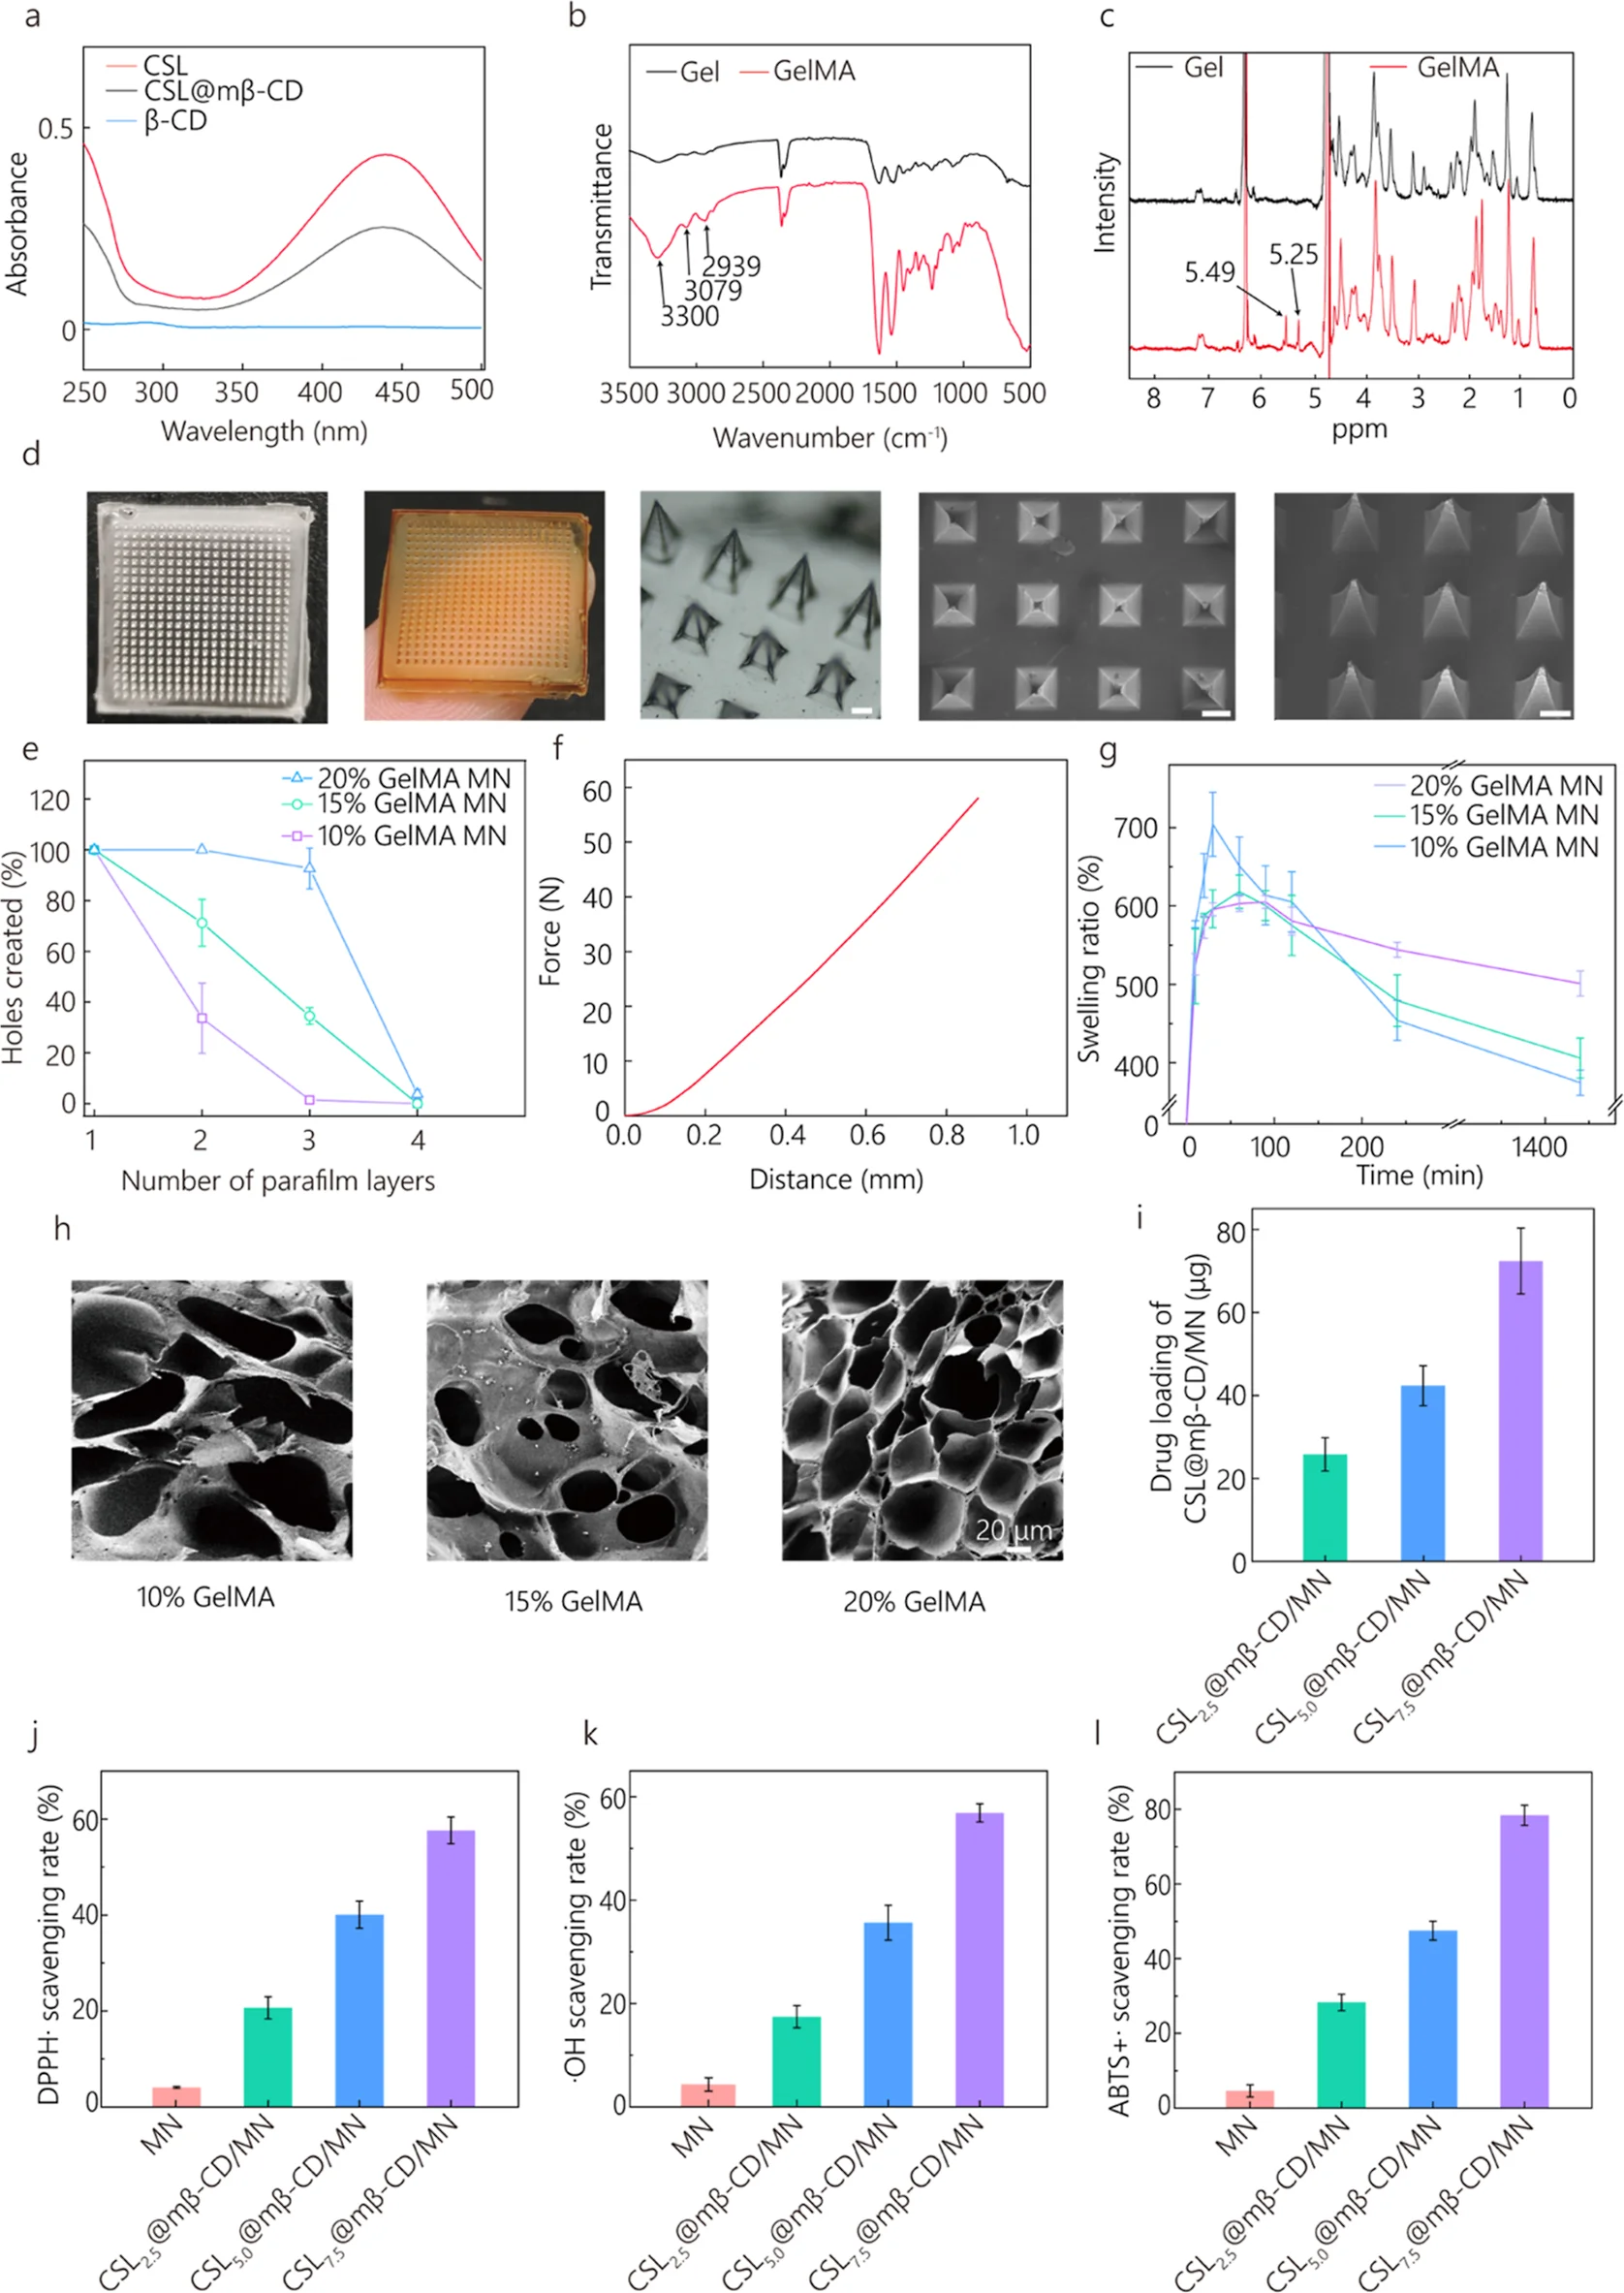 a
CSL
CSL@mβ-CD
β-CD
0.5
0
Absorbance
250 300 350 400 450 500
Wavelength (nm)
b
Gel GelMA
Transmittance
2939
3079
3300
3500 3000 2500 2000 1500 1000 500
Wavenumber (cm⁻¹)
c
Gel GelMA
Intensity
5.49
5.25
8 7 6 5 4 3 2 1 0
ppm
d
e
20% GelMA MN
15% GelMA MN
10% GelMA MN
Holes created (%)
120
100
80
60
40
20
0
1 2 3 4
Number of parafilm layers
f
Force (N)
60
50
40
30
20
10
0
0.0 0.2 0.4 0.6 0.8 1.0
Distance (mm)
g
20% GelMA MN
15% GelMA MN
10% GelMA MN
Swelling ratio (%)
700
600
500
400
0
0 100 200 1400
Time (min)
h
20 μm
10% GelMA
15% GelMA
20% GelMA
i
Drug loading of
CSL@mβ-CD/MN (μg)
80
60
40
20
0
CSL2.5@mβ-CD/MN
CSL5.0@mβ-CD/MN
CSL7.5@mβ-CD/MN
j
DPPH· scavenging rate (%)
60
40
20
0
MN
CSL2.5@mβ-CD/MN
CSL5.0@mβ-CD/MN
CSL7.5@mβ-CD/MN
k
·OH scavenging rate (%)
60
40
20
0
MN
CSL2.5@mβ-CD/MN
CSL5.0@mβ-CD/MN
CSL7.5@mβ-CD/MN
l
ABTS+· scavenging rate (%)
80
60
40
20
0
MN
CSL2.5@mβ-CD/MN
CSL5.0@mβ-CD/MN
CSL7.5@mβ-CD/MN